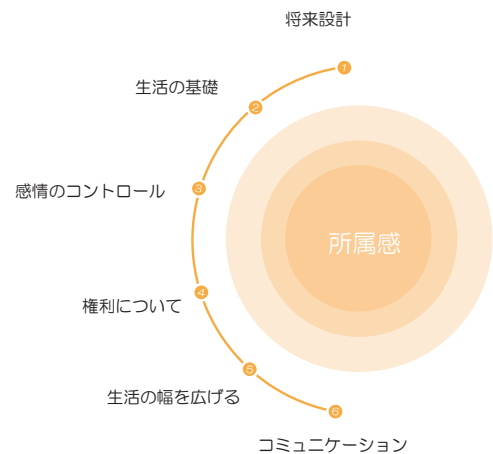 将来設計
1
生活の基礎
2
感情のコントロール
3
所属感
4
権利について
5
生活の幅を広げる
6
コミュニケーション